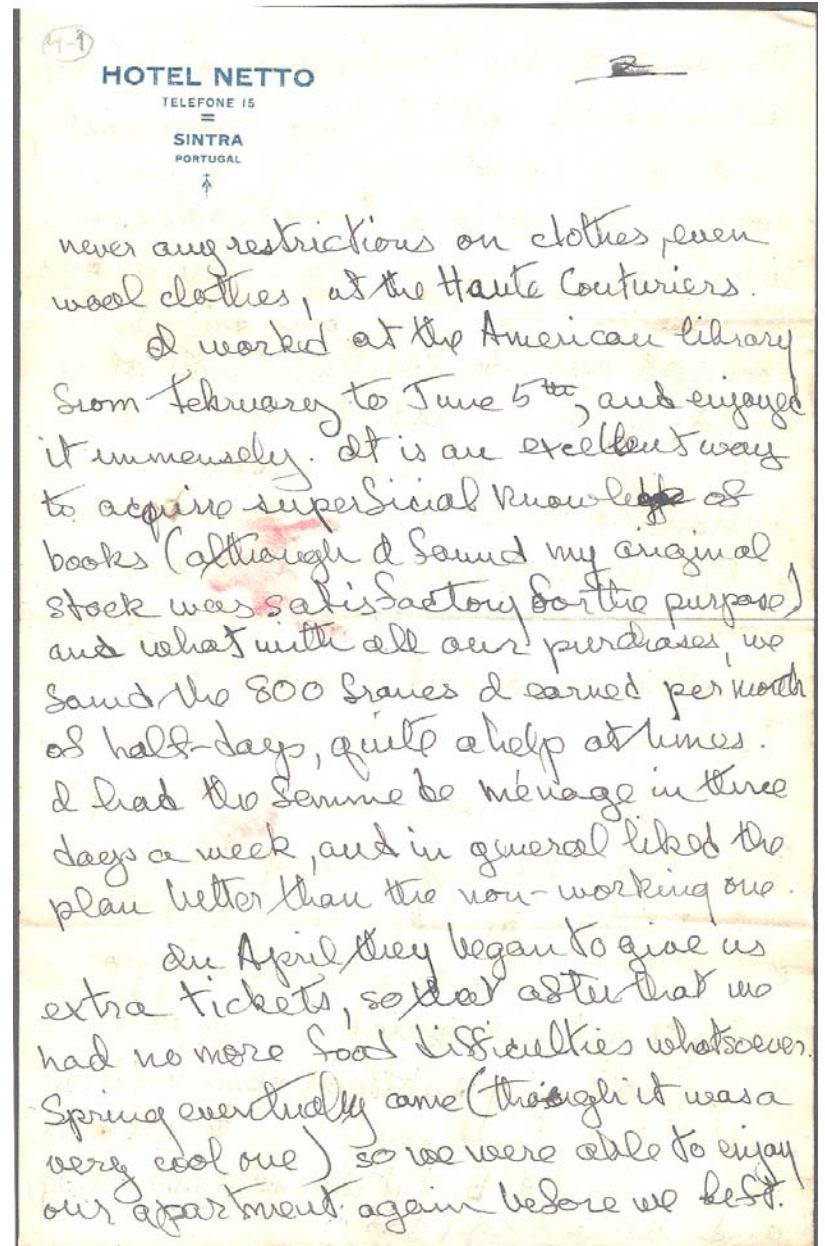 4-1
HOTEL NETTO
TELEFONE 15
SINTRA
PORTUGAL
never any restrictions on clothes, even
wool clothes, at the Haute Couturiers.
I worked at the American library
from February to June 5th, and enjoyed
it immensely. It is an excellent way
to acquire superficial knowledge of
books (although I found my original
stock was satisfactory for the purpose)
and what with all our purchases, we
found the 800 francs I earned per month
of half-days, quite a help at times.
I had the femme de ménage in three
days a week, and in general liked the
plan better than the non-working one.
In April they began to give us
extra tickets, so that after that we
had no more food difficulties whatsoever.
Spring eventually came (though it was a
very cool one) so we were able to enjoy
our apartment again before we left.